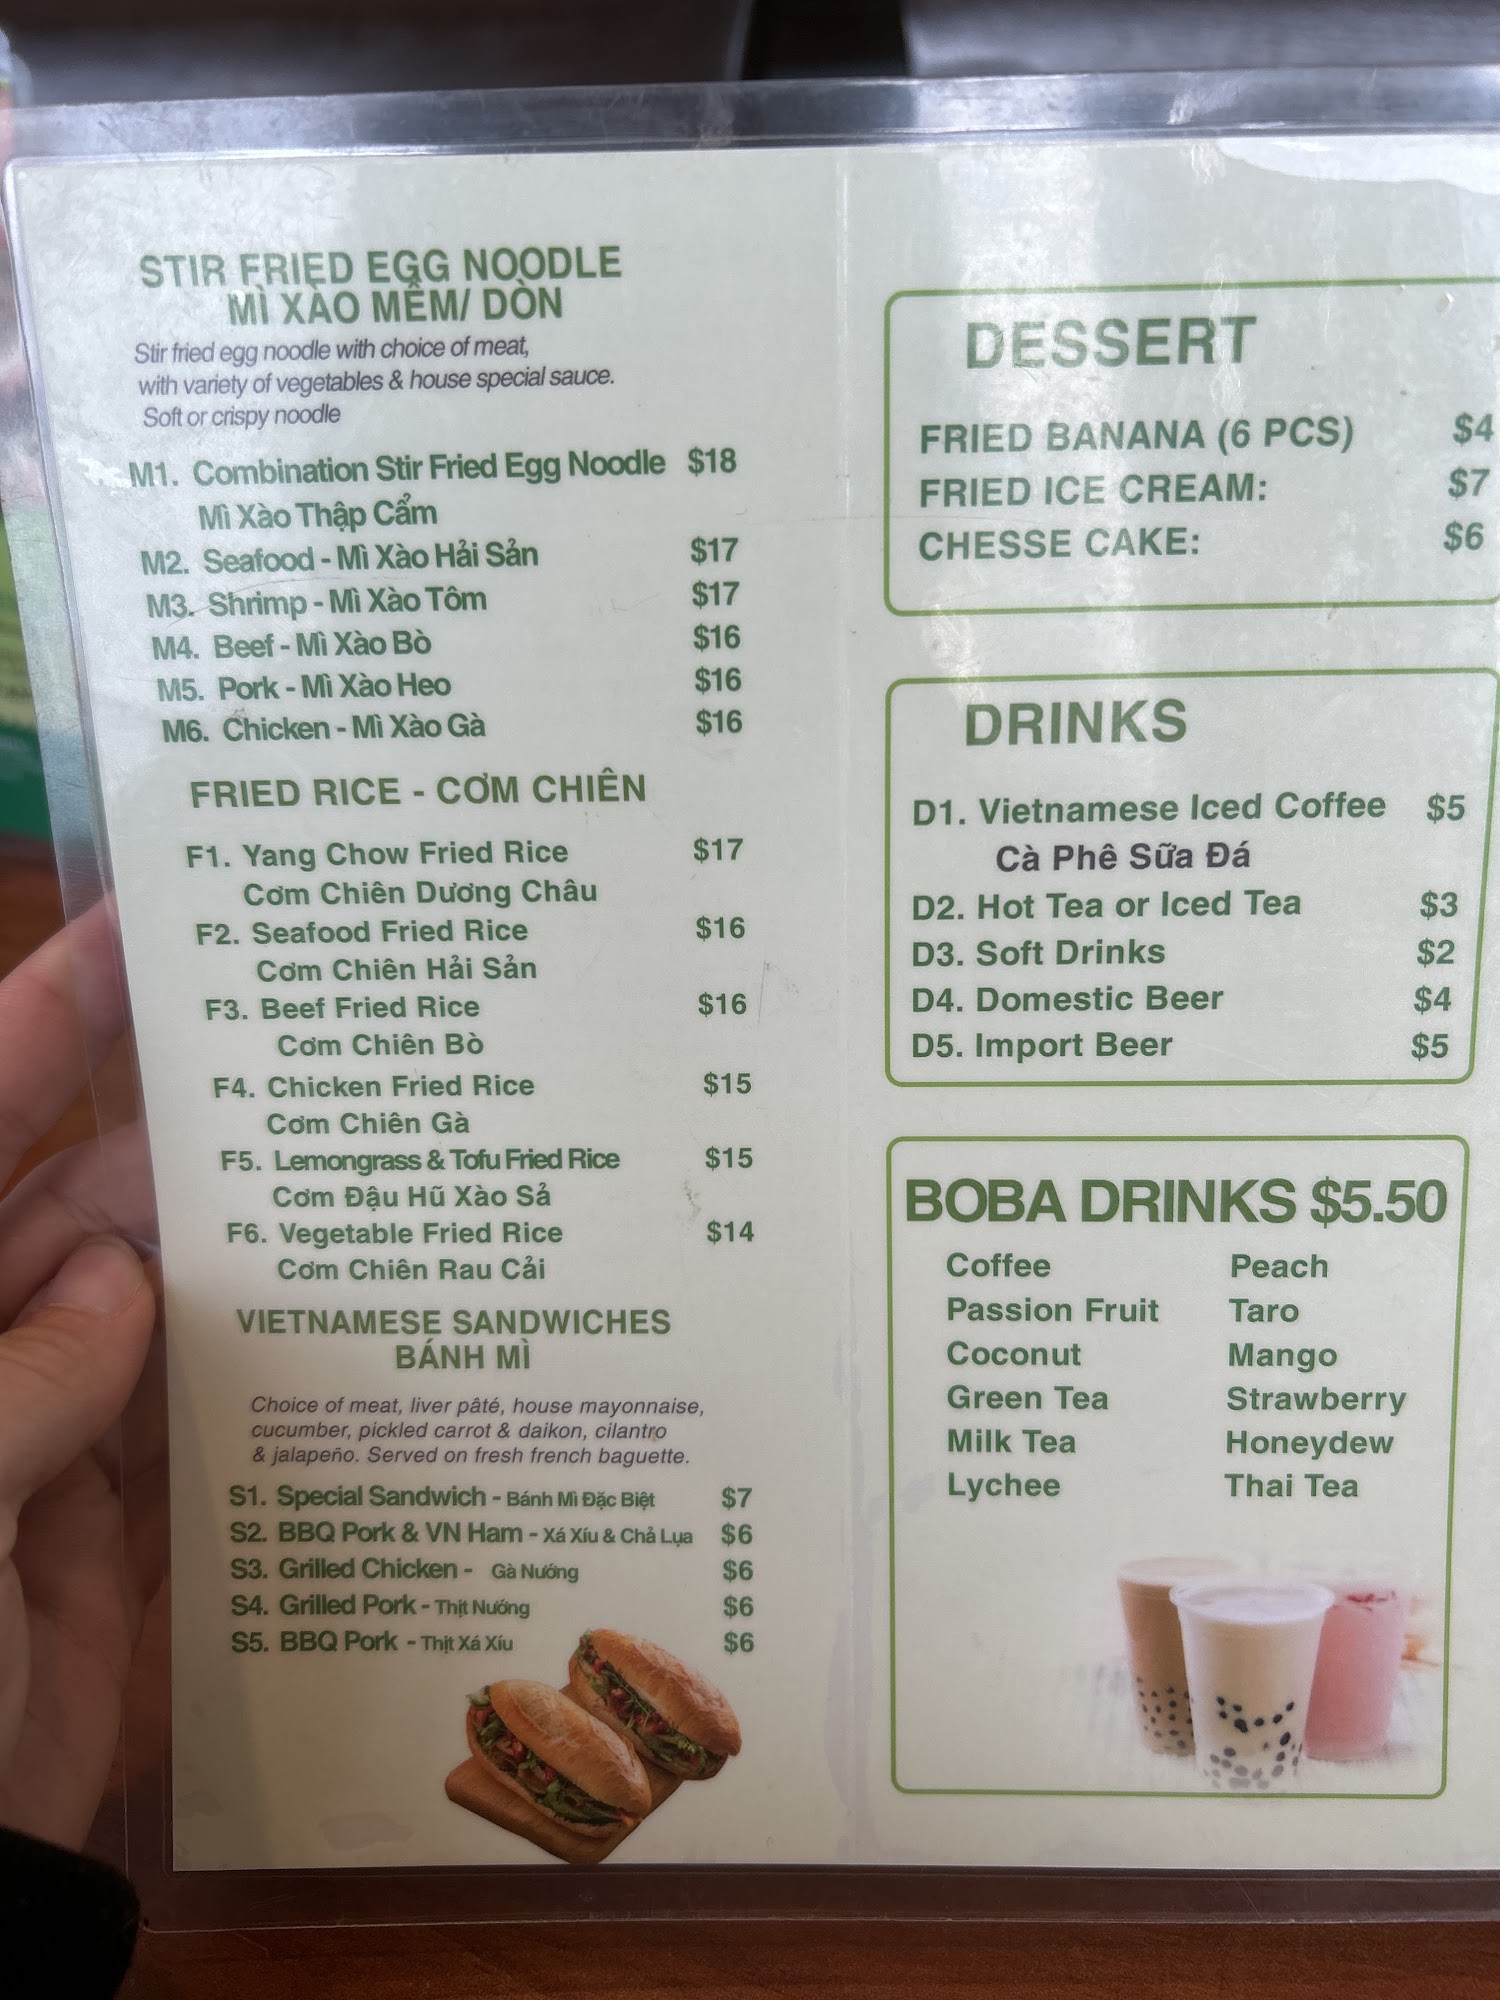 STIR FRIED EGG NOODLE
MÌ XÀO MỀM/ DÒN
Stir fried egg noodle with choice of meat,
with variety of vegetables & house special sauce.
Soft or crispy noodle
M1. Combination Stir Fried Egg Noodle $18
Mì Xào Thập Cẩm
M2. Seafood - Mì Xào Hải Sản $17
M3. Shrimp - Mì Xào Tôm $17
M4. Beef - Mì Xào Bò $16
M5. Pork - Mì Xào Heo $16
M6. Chicken - Mì Xào Gà $16
FRIED RICE - CƠM CHIÊN
F1. Yang Chow Fried Rice $17
Cơm Chiên Dương Châu
F2. Seafood Fried Rice $16
Cơm Chiên Hải Sản
F3. Beef Fried Rice $16
Cơm Chiên Bò
F4. Chicken Fried Rice $15
Cơm Chiên Gà
F5. Lemongrass & Tofu Fried Rice $15
Cơm Đậu Hũ Xào Sả
F6. Vegetable Fried Rice $14
Cơm Chiên Rau Cải
VIETNAMESE SANDWICHES
BÁNH MÌ
Choice of meat, liver pâté, house mayonnaise,
cucumber, pickled carrot & daikon, cilantro
& jalapeño. Served on fresh french baguette.
S1. Special Sandwich - Bánh Mì Đặc Biệt $7
S2. BBQ Pork & VN Ham - Xá Xíu & Chả Lụa $6
S3. Grilled Chicken - Gà Nướng $6
S4. Grilled Pork - Thịt Nướng $6
S5. BBQ Pork - Thịt Xá Xíu $6
DESSERT
FRIED BANANA (6 PCS) $4
FRIED ICE CREAM: $7
CHESSE CAKE: $6
DRINKS
D1. Vietnamese Iced Coffee $5
Cà Phê Sữa Đá
D2. Hot Tea or Iced Tea $3
D3. Soft Drinks $2
D4. Domestic Beer $4
D5. Import Beer $5
BOBA DRINKS $5.50
Coffee Peach
Passion Fruit Taro
Coconut Mango
Green Tea Strawberry
Milk Tea Honeydew
Lychee Thai Tea